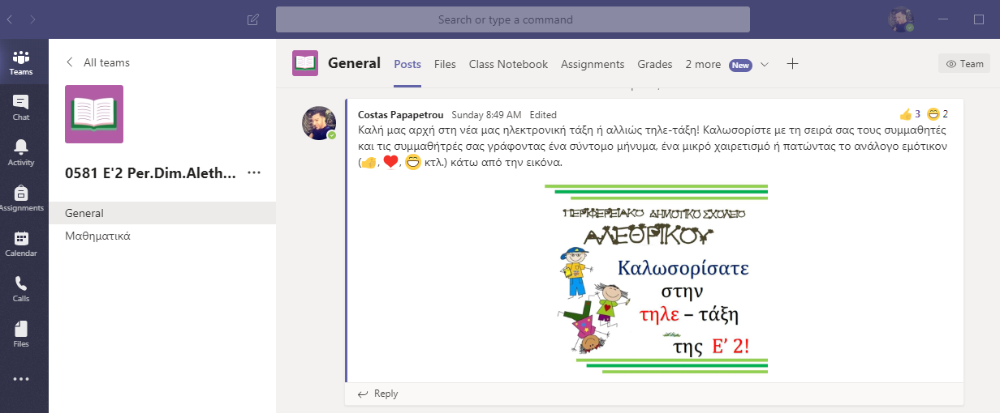 Search or type a command
Teams
Chat
Activity
Assignments
Calendar
Calls
Files
All teams
0581 E'2 Per.Dim.Aleth...
General
Μαθηματικά
General Posts Files Class Notebook Assignments Grades 2 more New
Team
Costas Papapetrou Sunday 8:49 AM Edited 3 2
Καλή μας αρχή στη νέα μας ηλεκτρονική τάξη ή αλλιώς τηλε-τάξη! Καλωσορίστε με τη σειρά σας τους συμμαθητές
και τις συμμαθήτρές σας γράφοντας ένα σύντομο μήνυμα, ένα μικρό χαιρετισμό ή πατώντας το ανάλογο εμότικον
(👍, ❤, 😁 κτλ.) κάτω από την εικόνα.
ΠΕΡΙΦΕΡΕΙΑΚΟ ΔΗΜΟΤΙΚΟ ΣΧΟΛΕΙΟ
ΑΛΕΘΡΙΚΟΥ
Καλωσορίσατε
στην
τηλε – τάξη
της Ε’ 2!
Reply